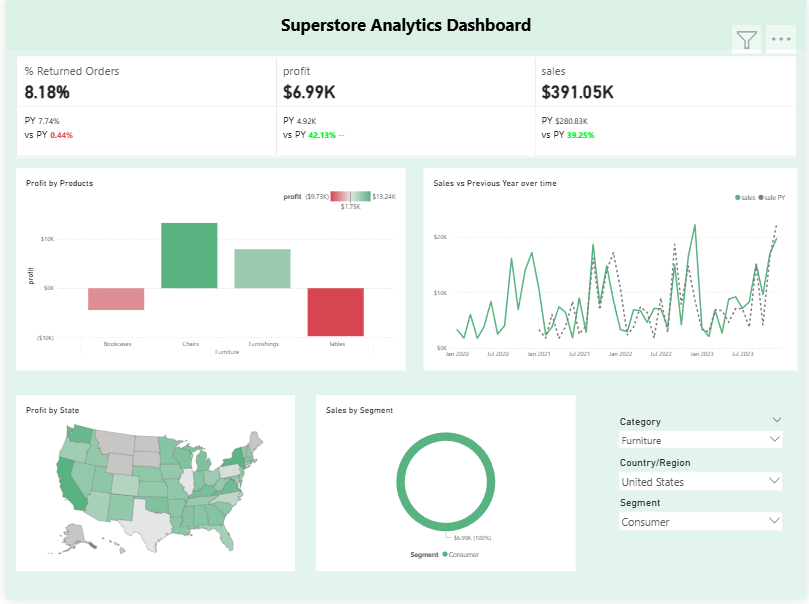 Superstore Analytics Dashboard
% Returned Orders
8.18%
PY 7.74%
vs PY 0.44%
profit
$6.99K
PY 4.92K
vs PY 42.13% --
sales
$391.05K
PY $280.83K
vs PY 39.25%
Profit by Products
profit ($9.73K) $13.24K
$1.75K
profit
$10K
$0K
($10K)
Bookcases Chairs Furnishings Tables
Furniture
Sales vs Previous Year over time
sales sale PY
$20K
$10K
$0K
Jan 2020 Jul 2020 Jan 2021 Jul 2021 Jan 2022 Jul 2022 Jan 2023 Jul 2023
Profit by State
Sales by Segment
$6.99K (100%)
Segment Consumer
Category
Furniture
Country/Region
United States
Segment
Consumer